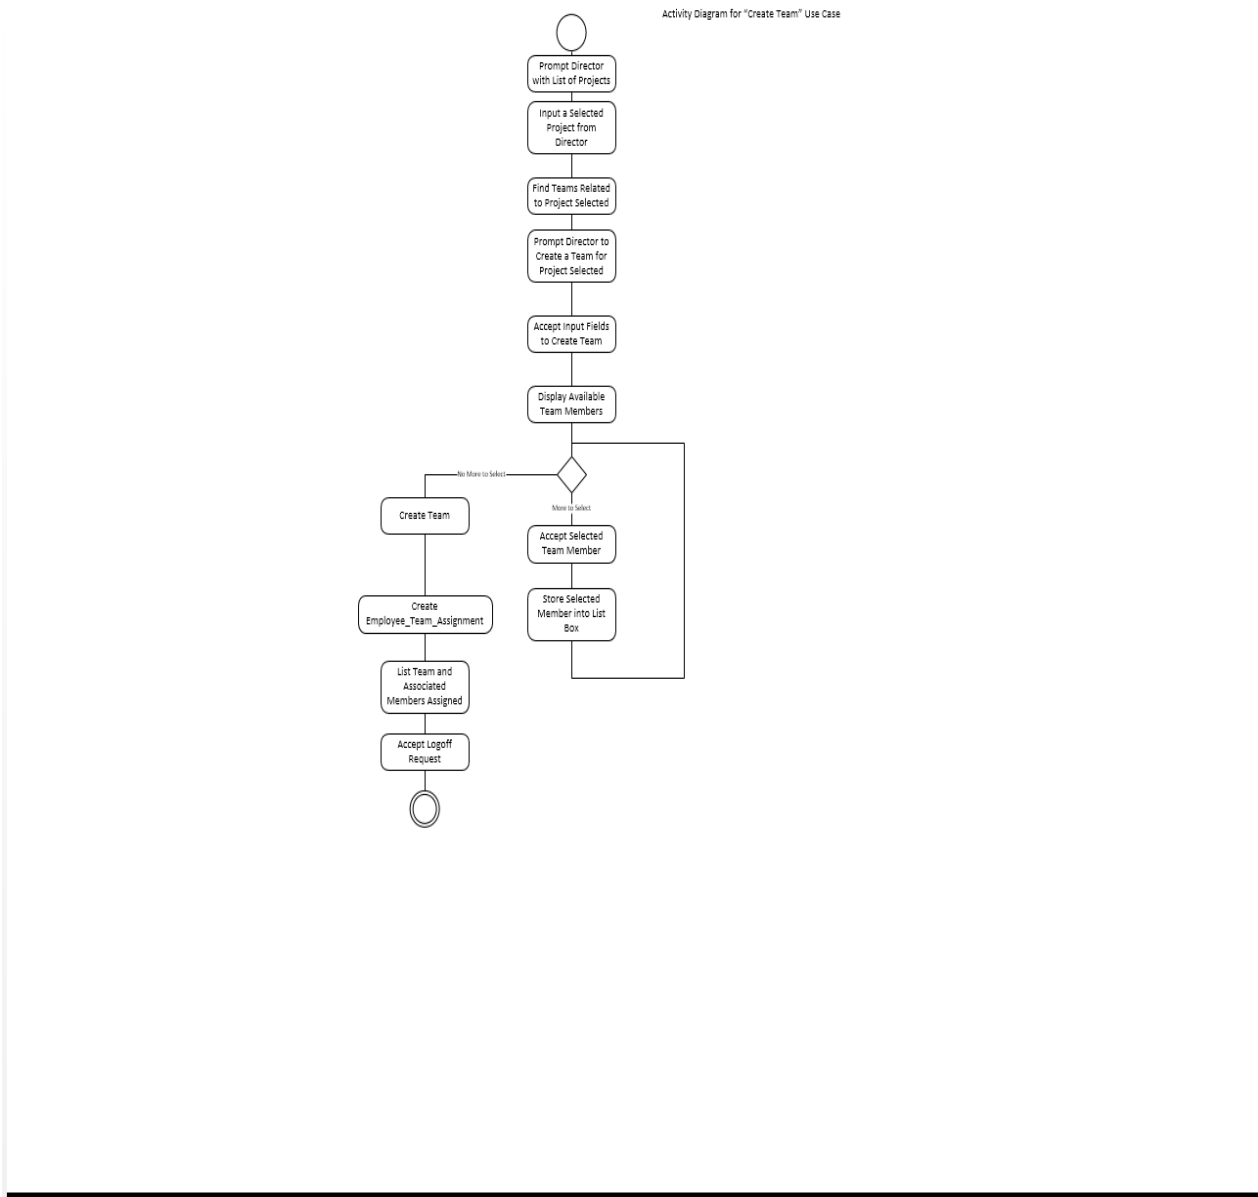 Activity Diagram for “Create Team” Use Case
Prompt Director
with List of Projects
Input a Selected
Project from
Director
Find Teams Related
to Project Selected
Prompt Director to
Create a Team for
Project Selected
Accept Input Fields
to Create Team
Display Available
Team Members
No More to Select
More to Select
Create Team
Accept Selected
Team Member
Store Selected
Member into List
Box
Create
Employee_Team_Assignment
List Team and
Associated
Members Assigned
Accept Logoff
Request